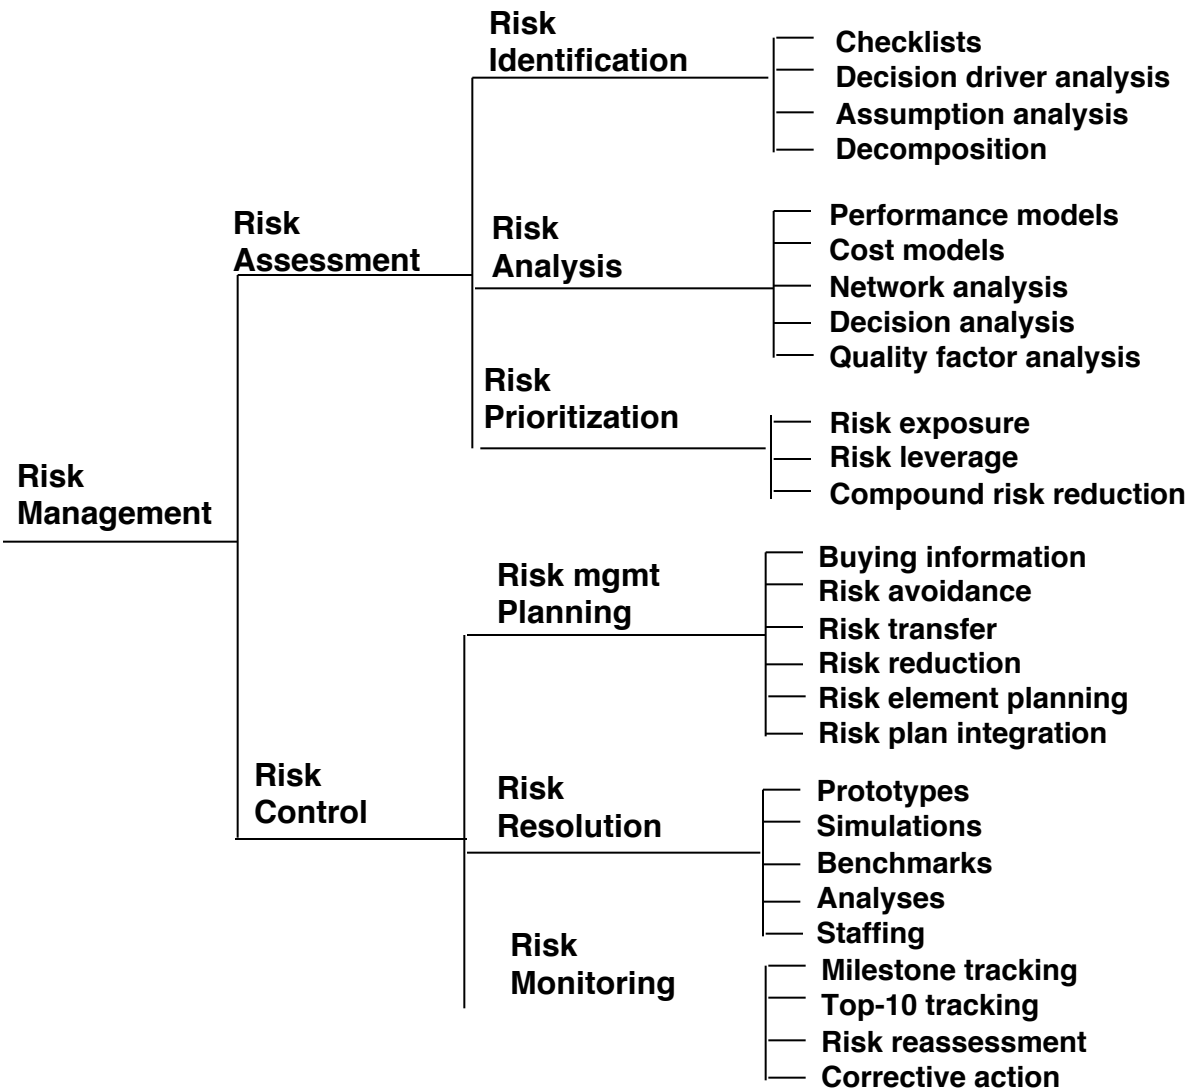 Risk
Management
Risk
Assessment
Risk
Identification
Checklists
Decision driver analysis
Assumption analysis
Decomposition
Risk
Analysis
Performance models
Cost models
Network analysis
Decision analysis
Quality factor analysis
Risk
Prioritization
Risk exposure
Risk leverage
Compound risk reduction
Risk
Control
Risk mgmt
Planning
Buying information
Risk avoidance
Risk transfer
Risk reduction
Risk element planning
Risk plan integration
Risk
Resolution
Prototypes
Simulations
Benchmarks
Analyses
Staffing
Risk
Monitoring
Milestone tracking
Top-10 tracking
Risk reassessment
Corrective action